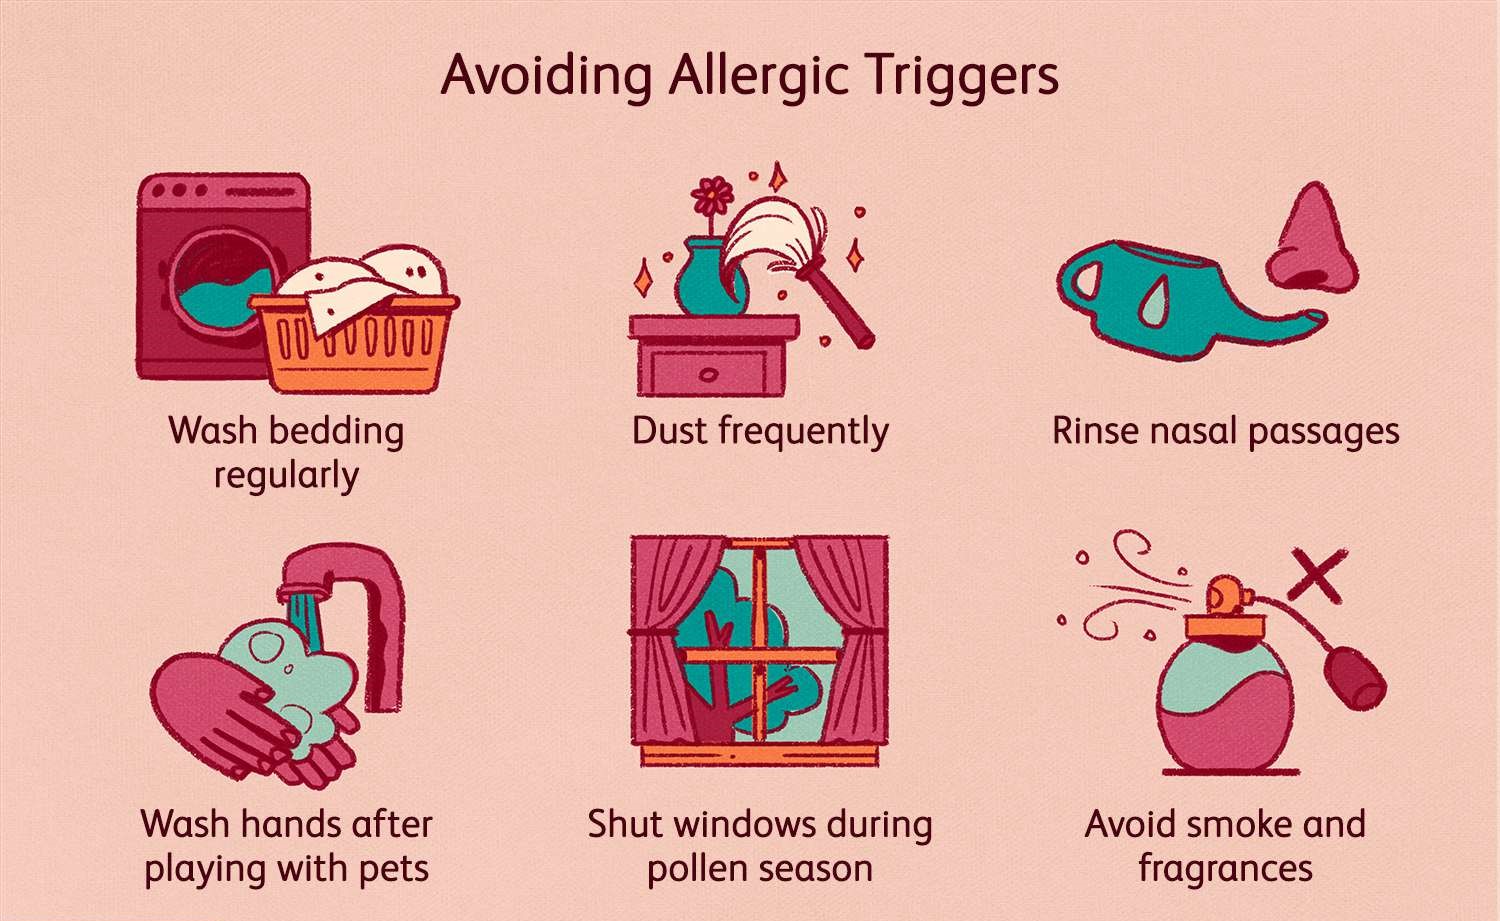 Avoiding Allergic Triggers
Wash bedding
regularly
Dust frequently
Rinse nasal passages
Wash hands after
playing with pets
Shut windows during
pollen season
Avoid smoke and
fragrances